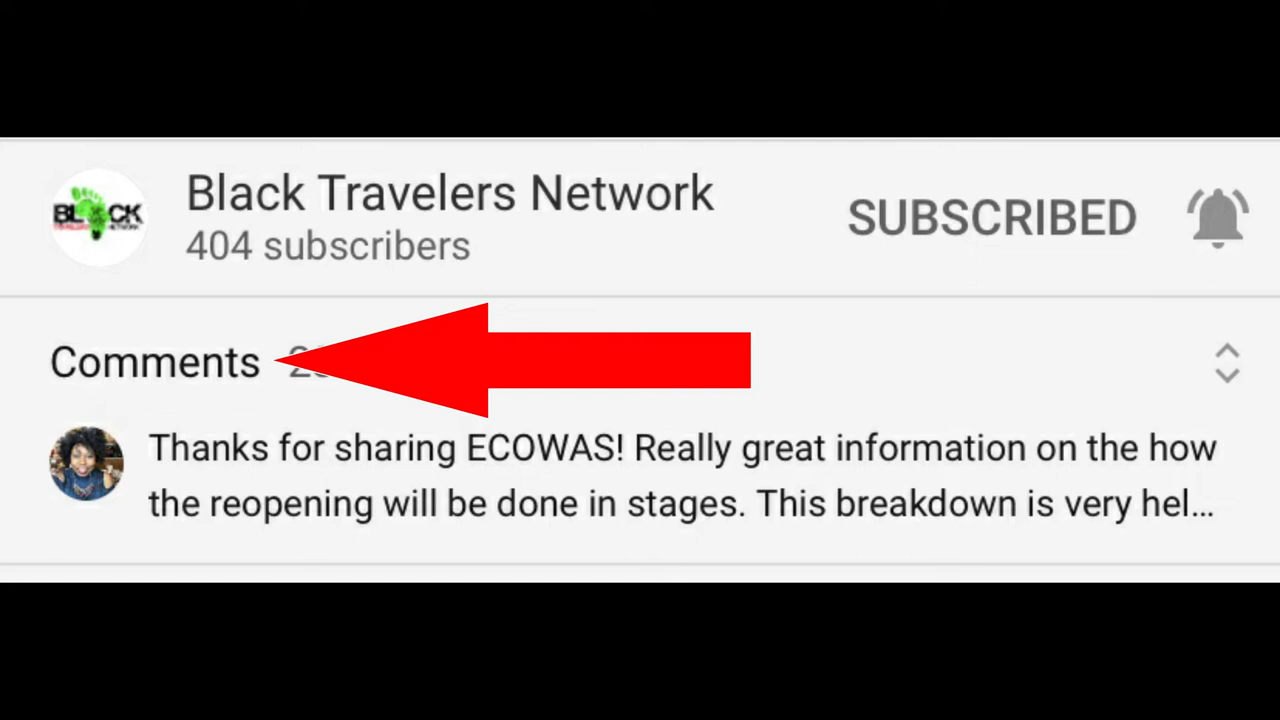 BLACK
Black Travelers Network
404 subscribers
SUBSCRIBED
Comments
Thanks for sharing ECOWAS! Really great information on the how
the reopening will be done in stages. This breakdown is very hel...